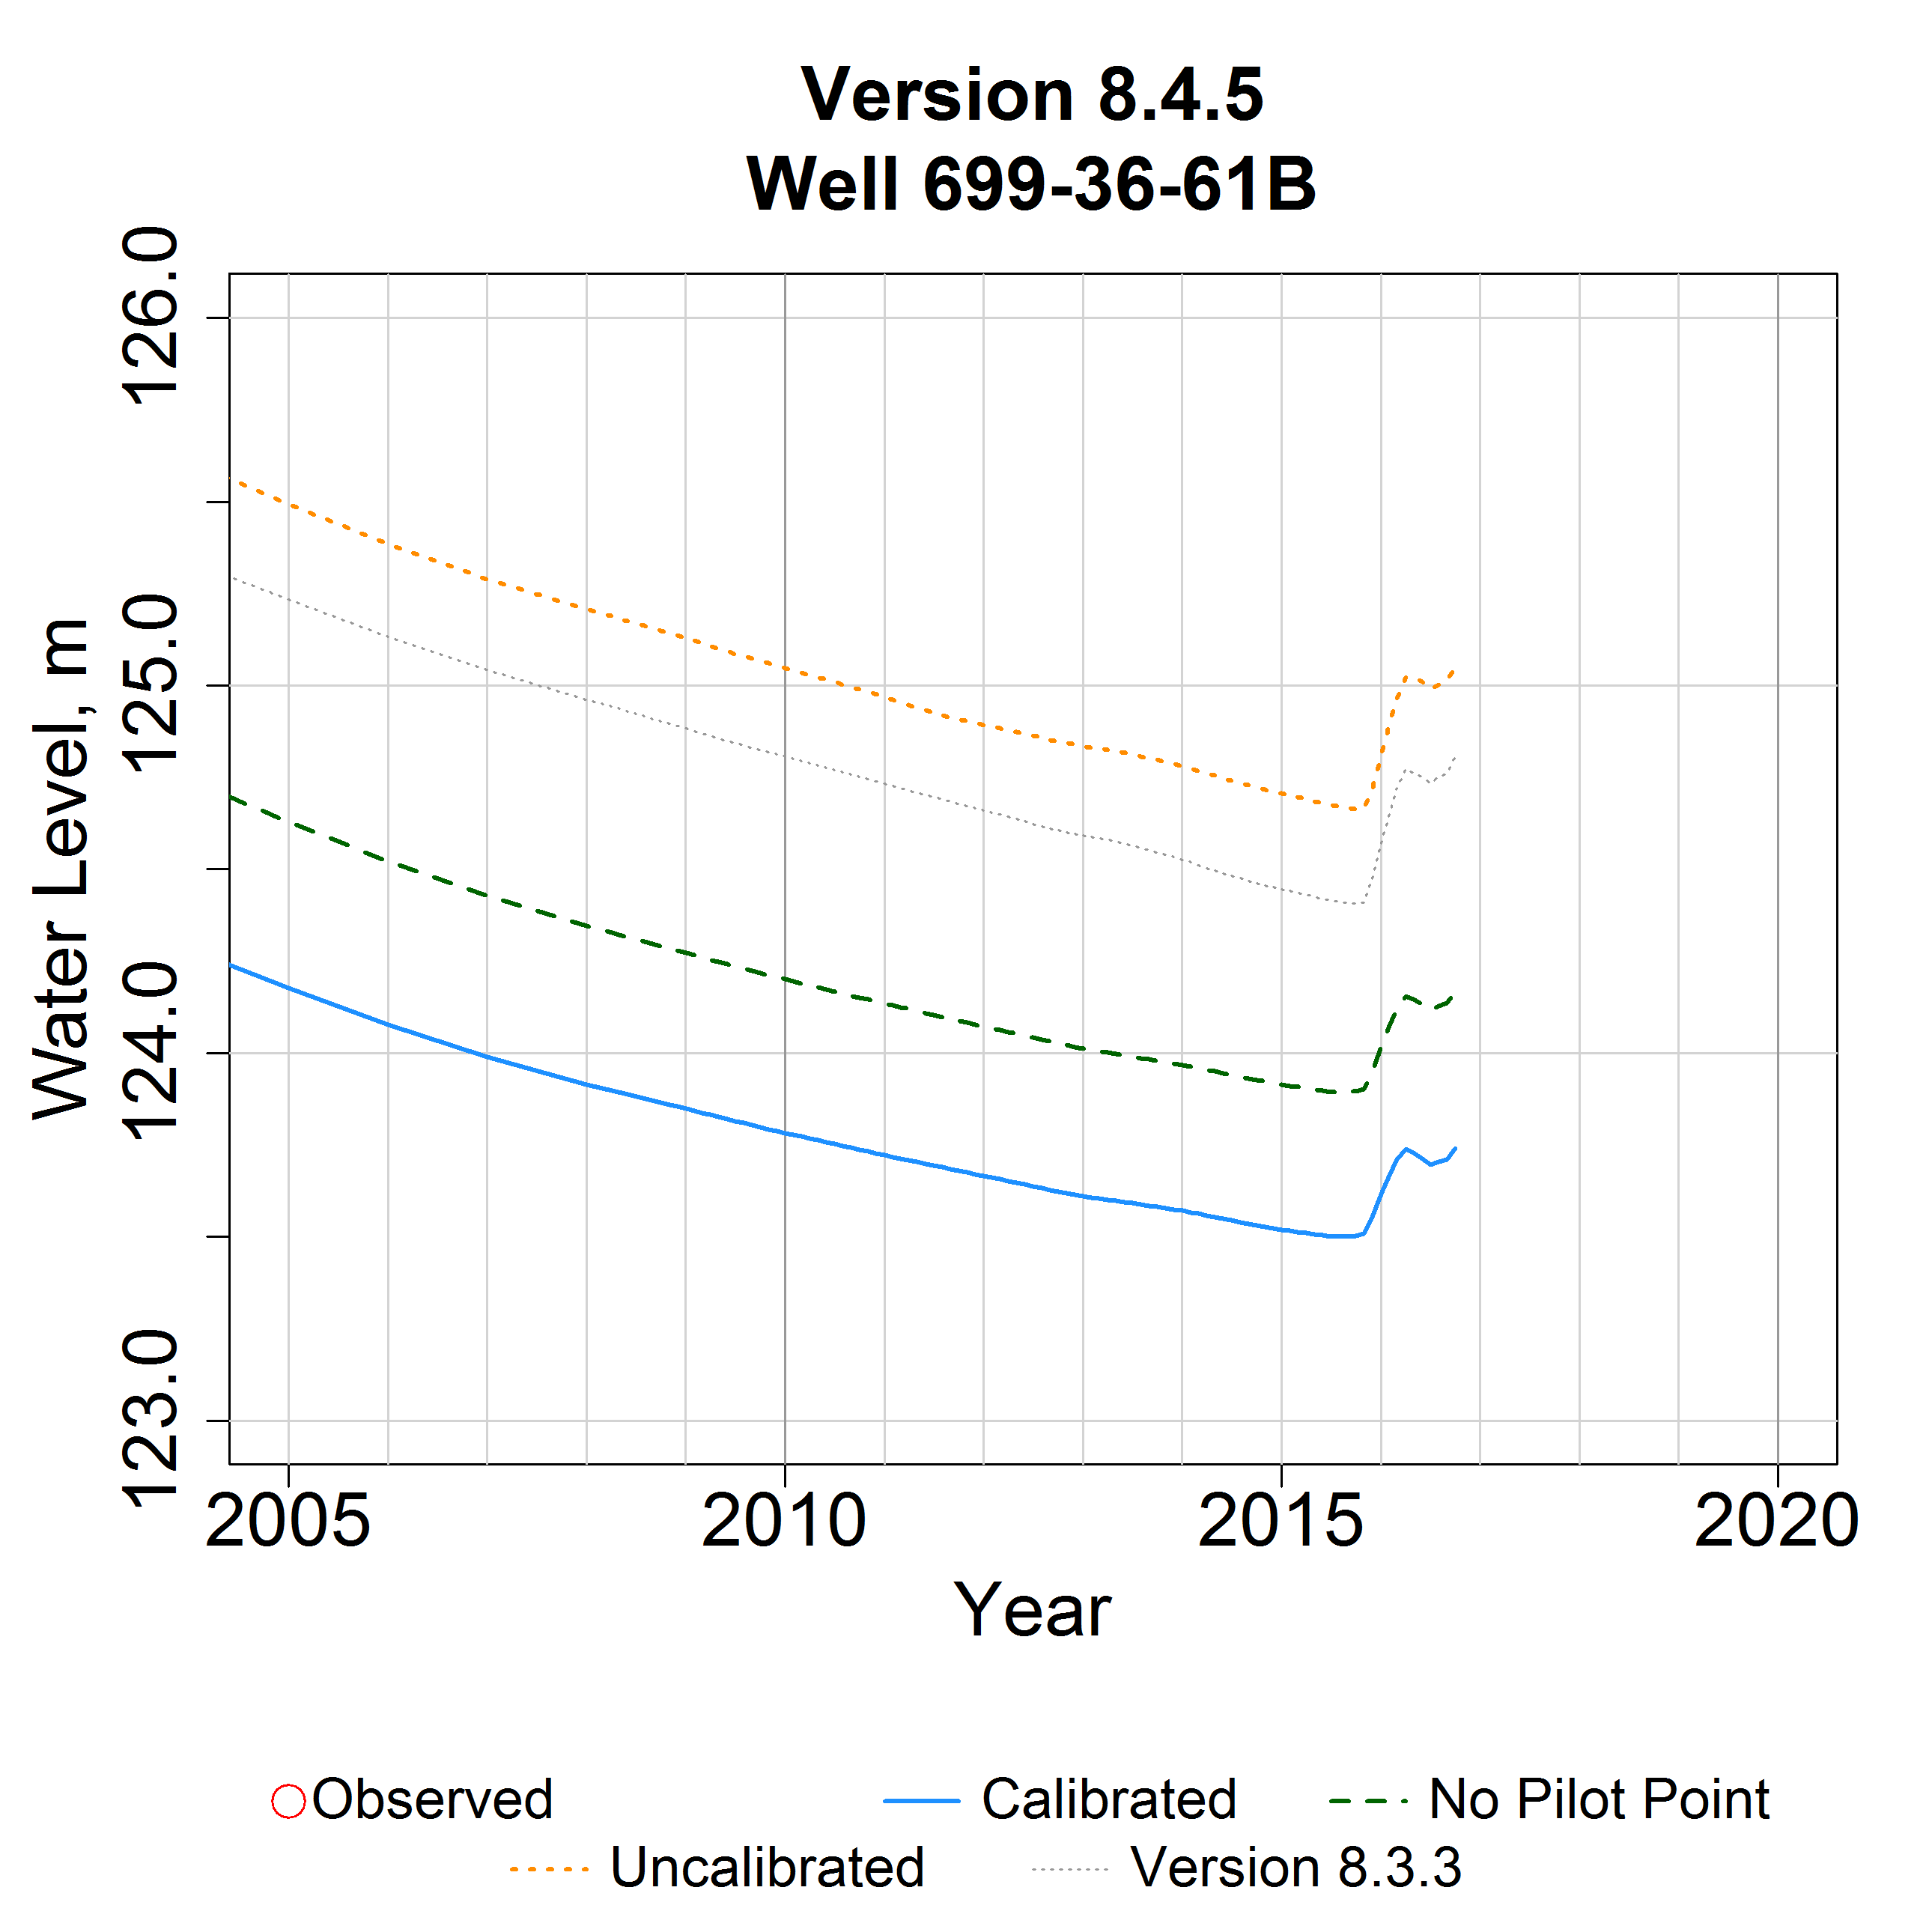 Version 8.4.5
Well 699-36-61B
126.0
125.0
124.0
123.0
Water Level, m
2005 2010 2015 2020
Year
Observed Calibrated No Pilot Point
Uncalibrated Version 8.3.3